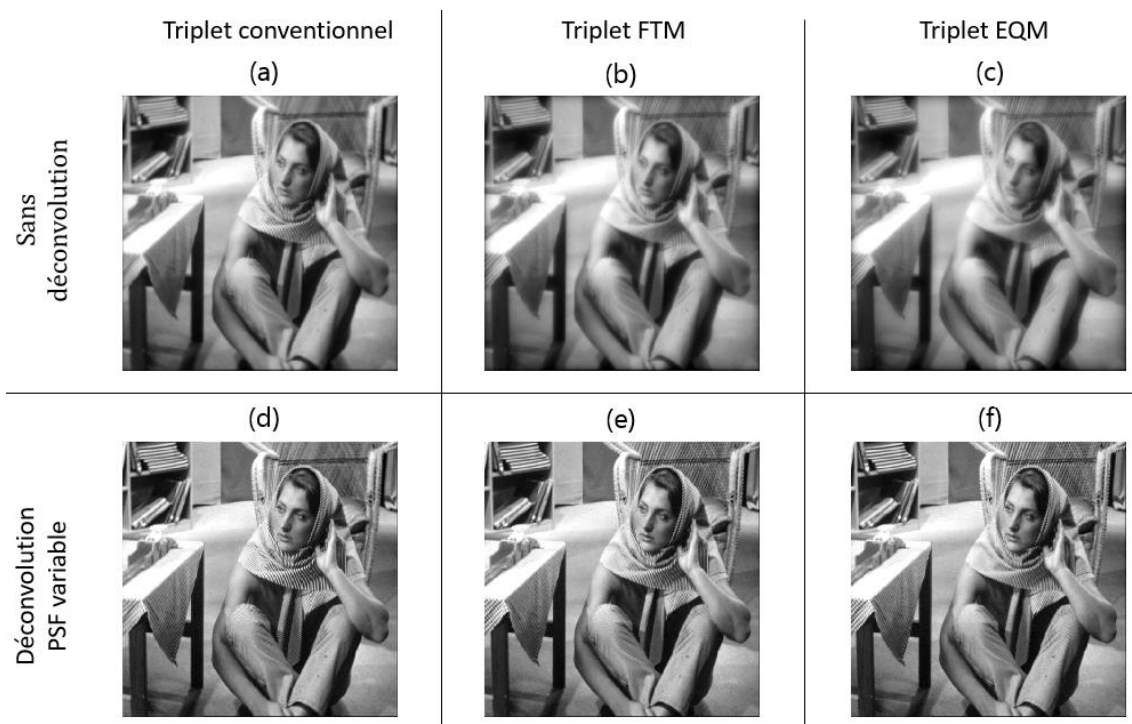 Triplet conventionnel
Triplet FTM
Triplet EQM
(a)
(b)
(c)
Sans
déconvolution
(d)
(e)
(f)
Déconvolution
PSF variable